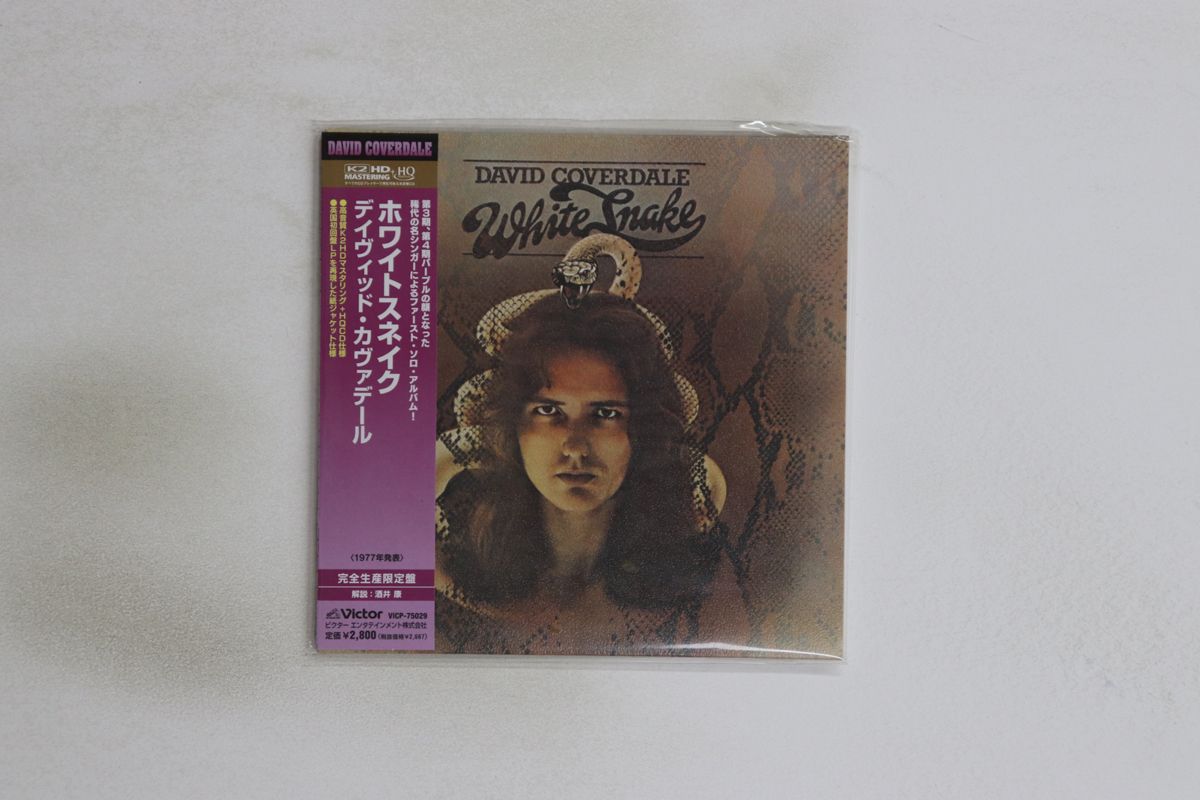 DAVID COVERDALE
K2 HD
MASTERING
+HQ
第3期、第4期パープルの顔となった
稀代の名シンガーによるファースト・ソロ・アルバム!
ホワイトスネイク
デイヴィッド・カヴァデール
●高音質K2HDマスタリング+HQCD仕様
●英国初回盤LPを再現した紙ジャケット仕様
〈1977年発表〉
完全生産限定盤
解説:酒井 康
Victor VICP-75029
ビクター エンタテインメント株式会社
定価¥2,800(税抜価格¥2,667)
DAVID COVERDALE
White Snake